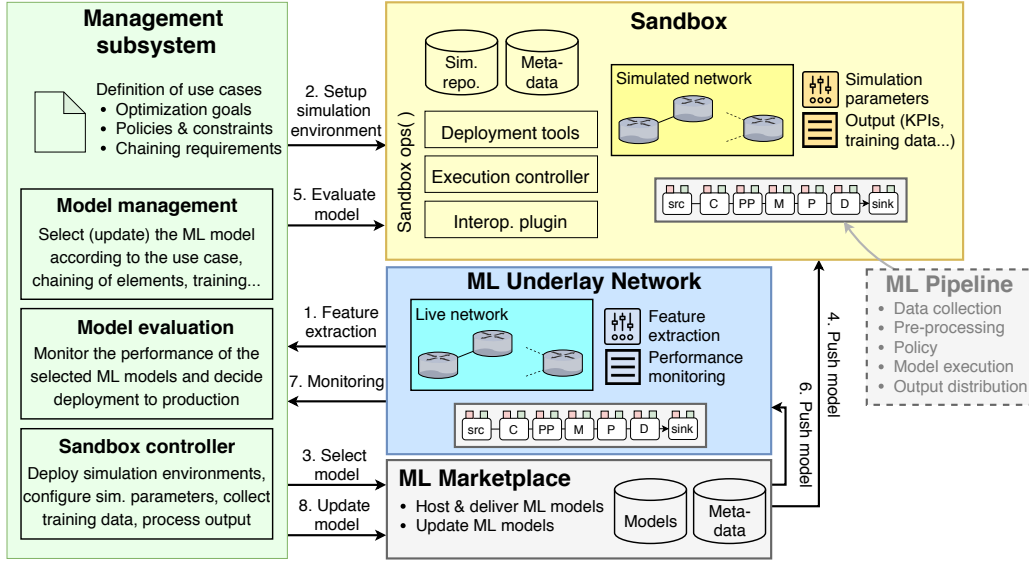 Management
subsystem
Definition of use cases
• Optimization goals
• Policies & constraints
• Chaining requirements
Model management
Select (update) the ML model
according to the use case,
chaining of elements, training...
Model evaluation
Monitor the performance of the
selected ML models and decide
deployment to production
Sandbox controller
Deploy simulation environments,
configure sim. parameters, collect
training data, process output
2. Setup
simulation
environment
5. Evaluate
model
1. Feature
extraction
7. Monitoring
3. Select
model
8. Update
model
Sandbox
Sandbox ops( )
Sim.
repo.
Meta-
data
Deployment tools
Execution controller
Interop. plugin
Simulated network
Simulation
parameters
Output (KPIs,
training data...)
src C PP M P D sink
ML Underlay Network
Live network
Feature
extraction
Performance
monitoring
src C PP M P D sink
ML Marketplace
• Host & deliver ML models
• Update ML models
Models
Meta-
data
6. Push model
4. Push model
ML Pipeline
• Data collection
• Pre-processing
• Policy
• Model execution
• Output distribution